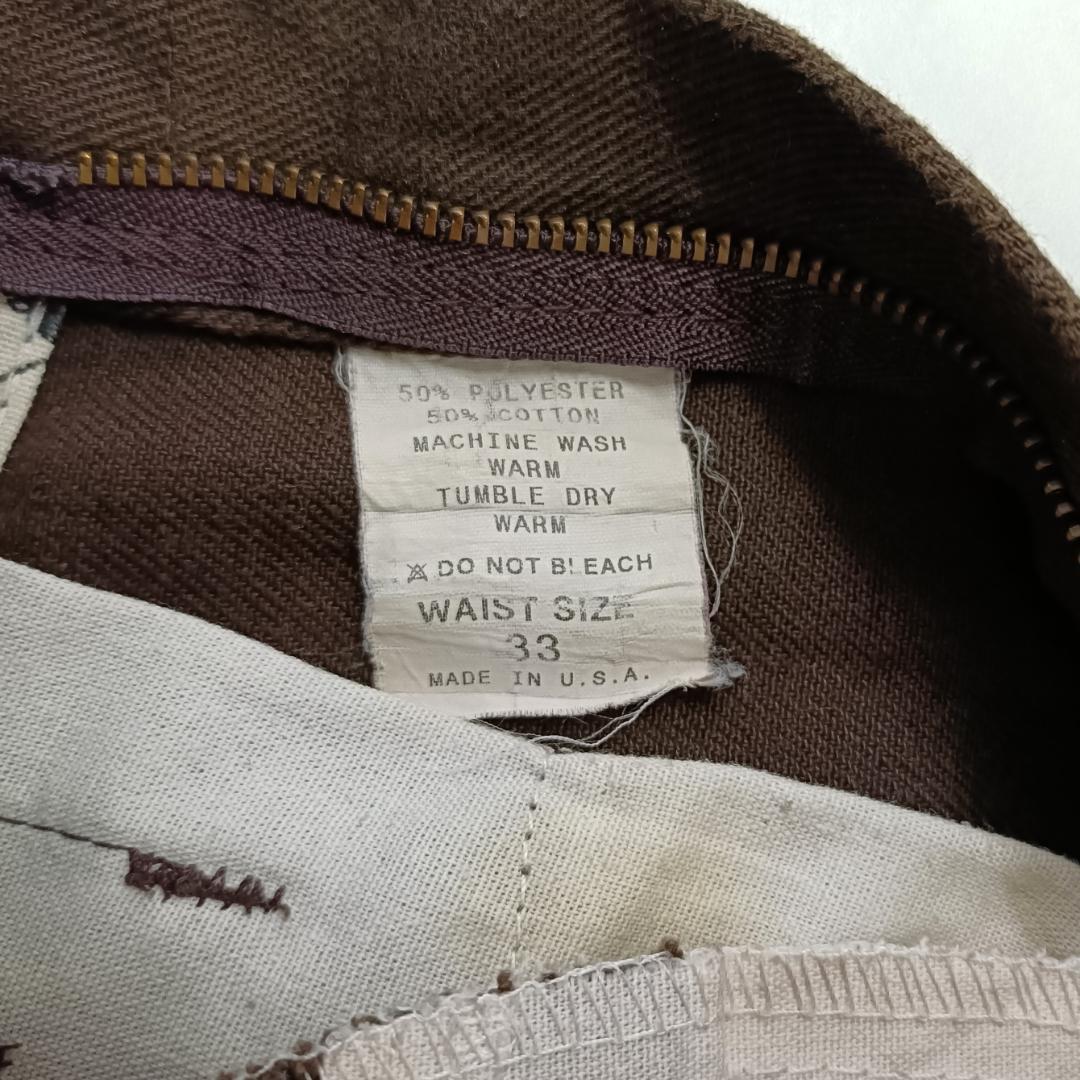 50% POLYESTER
50% COTTON
MACHINE WASH
WARM
TUMBLE DRY
WARM
DO NOT BLEACH
WAIST SIZE
33
MADE IN U.S.A.